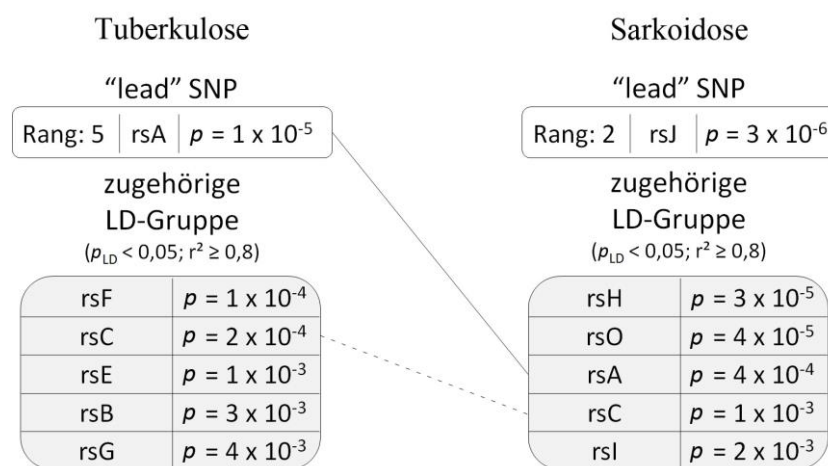 Tuberkulose
“lead” SNP
Rang: 5 | rsA | p = 1 x 10⁻⁵
zugehörige
LD-Gruppe
(pLD < 0,05; r² ≥ 0,8)
rsF p = 1 x 10⁻⁴
rsC p = 2 x 10⁻⁴
rsE p = 1 x 10⁻³
rsB p = 3 x 10⁻³
rsG p = 4 x 10⁻³
Sarkoidose
“lead” SNP
Rang: 2 | rsJ | p = 3 x 10⁻⁶
zugehörige
LD-Gruppe
(pLD < 0,05; r² ≥ 0,8)
rsH p = 3 x 10⁻⁵
rsO p = 4 x 10⁻⁵
rsA p = 4 x 10⁻⁴
rsC p = 1 x 10⁻³
rsI p = 2 x 10⁻³